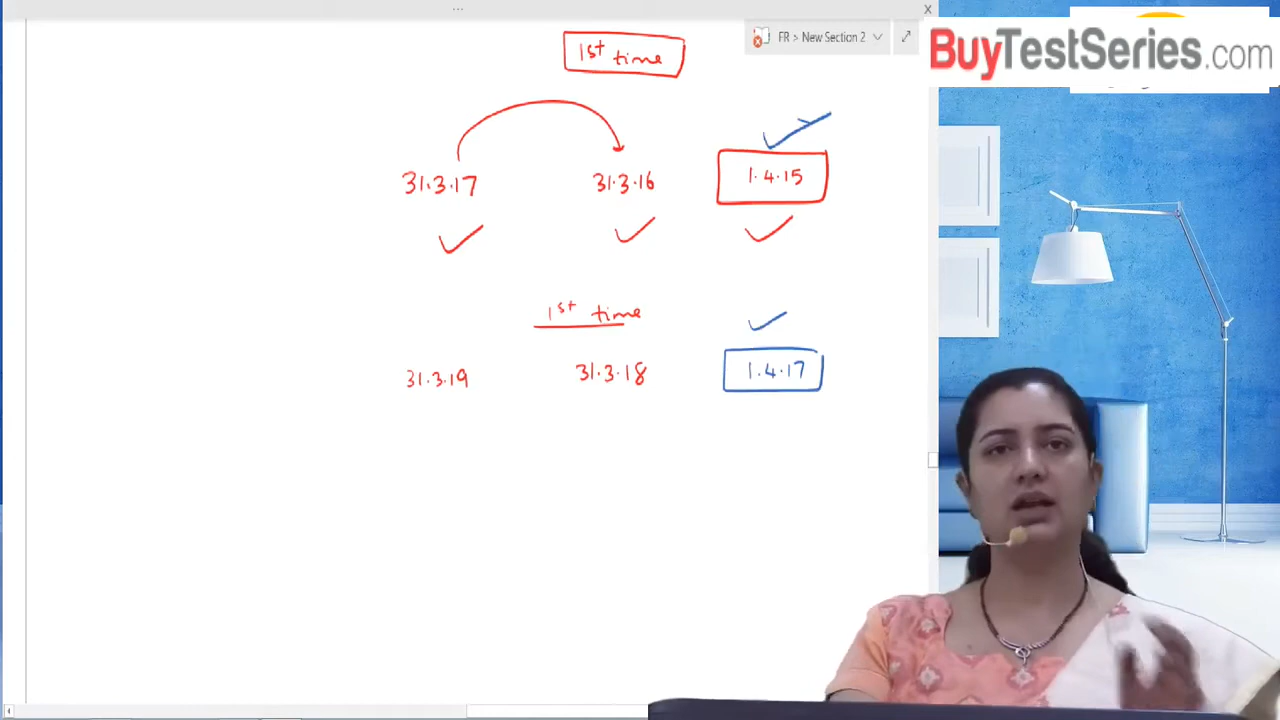 ...
FR > New Section 2
BuyTestSeries.com
1st time
31.3.17 31.3.16 1.4.15
1st time
31.3.19 31.3.18 1.4.17